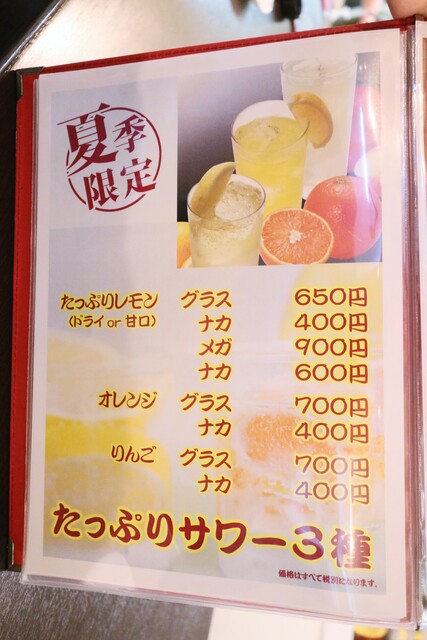 夏季
限定
たっぷりレモン グラス 650円
(ドライor甘口) ナカ 400円
メガ 900円
ナカ 600円
オレンジ グラス 700円
ナカ 400円
りんご グラス 700円
ナカ 400円
たっぷりサワー3種
価格はすべて税別になります。